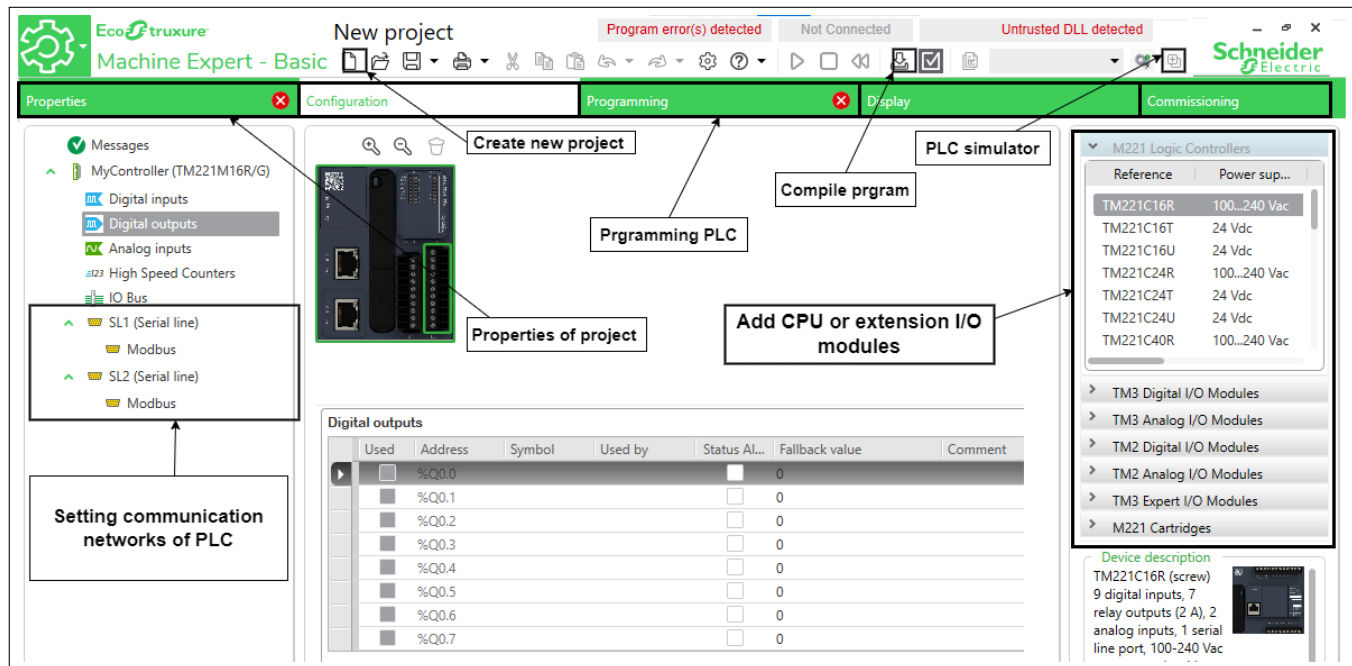 EcoStruxure
New project
Program error(s) detected
Not Connected
Untrusted DLL detected
Machine Expert - Basic
Schneider
Electric
Properties
Configuration
Programming
Display
Commissioning
Messages
MyController (TM221M16R/G)
Digital inputs
Digital outputs
Analog inputs
High Speed Counters
IO Bus
SL1 (Serial line)
Modbus
SL2 (Serial line)
Modbus
Setting communication
networks of PLC
Create new project
Prgramming PLC
Compile prgram
PLC simulator
Properties of project
Add CPU or extension I/O
modules
M221 Logic Controllers
Reference Power sup...
TM221C16R 100...240 Vac
TM221C16T 24 Vdc
TM221C16U 24 Vdc
TM221C24R 100...240 Vac
TM221C24T 24 Vdc
TM221C24U 24 Vdc
TM221C40R 100...240 Vac
TM3 Digital I/O Modules
TM3 Analog I/O Modules
TM2 Digital I/O Modules
TM2 Analog I/O Modules
TM3 Expert I/O Modules
M221 Cartridges
Digital outputs
Used Address Symbol Used by Status Al... Fallback value Comment
%Q0.0 0
%Q0.1 0
%Q0.2 0
%Q0.3 0
%Q0.4 0
%Q0.5 0
%Q0.6 0
%Q0.7 0
Device description
TM221C16R (screw)
9 digital inputs, 7
relay outputs (2 A), 2
analog inputs, 1 serial
line port, 100-240 Vac